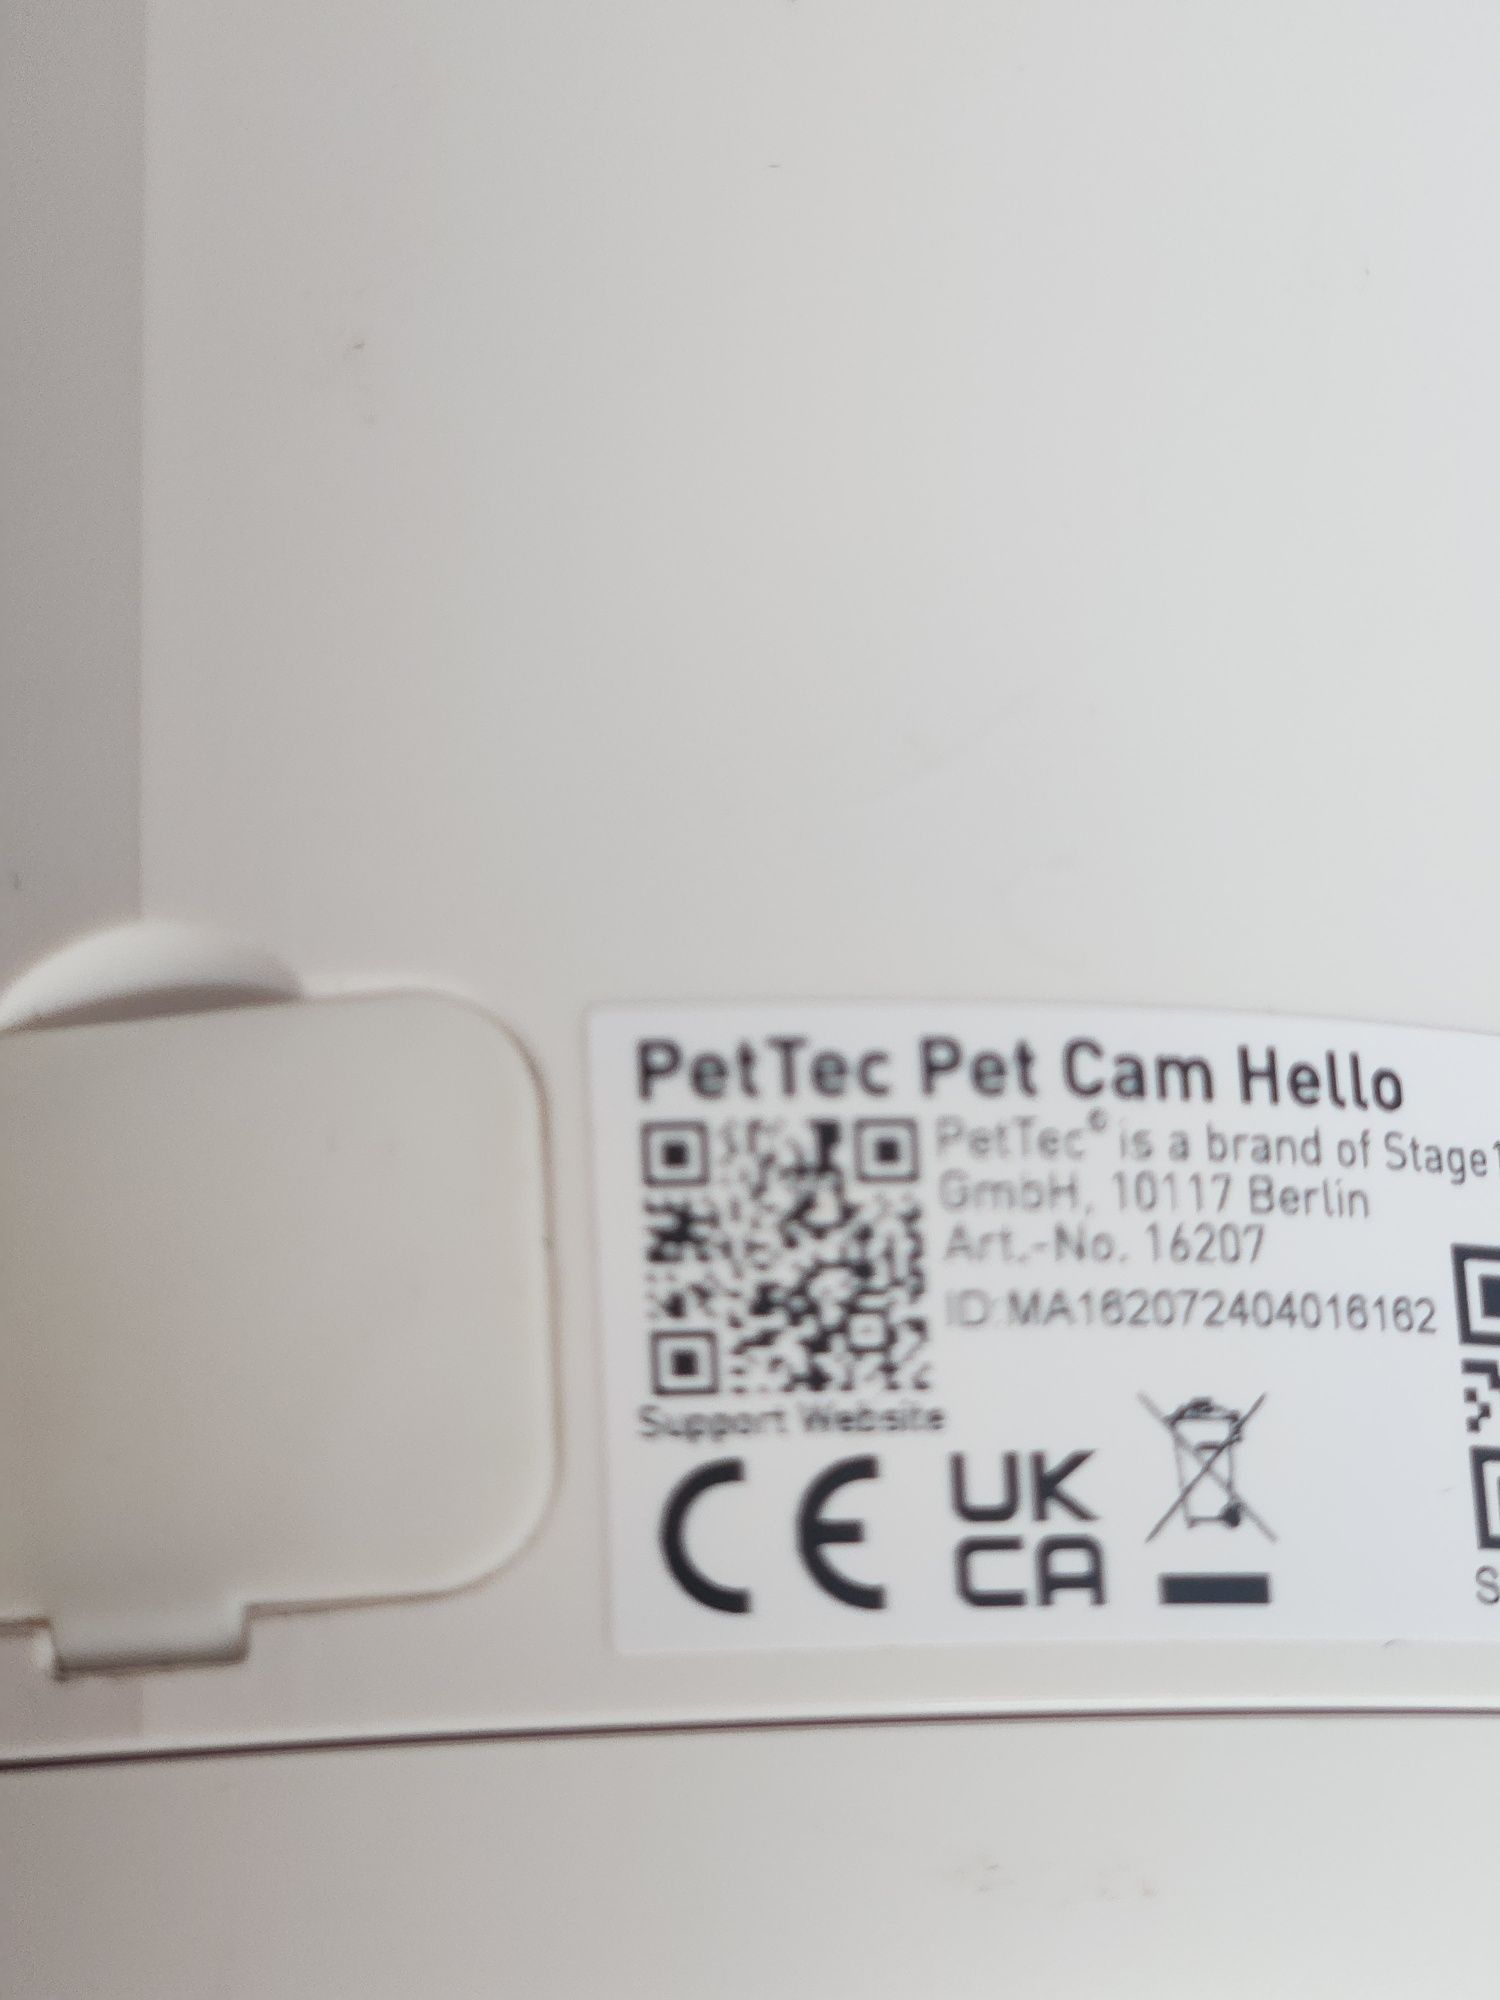 PetTec Pet Cam Hello
PetTec© is a brand of Stage1
GmbH, 10117 Berlin
Art.-No. 16207
ID:MA162072404016162
Support Website
CE
UK
CA
S